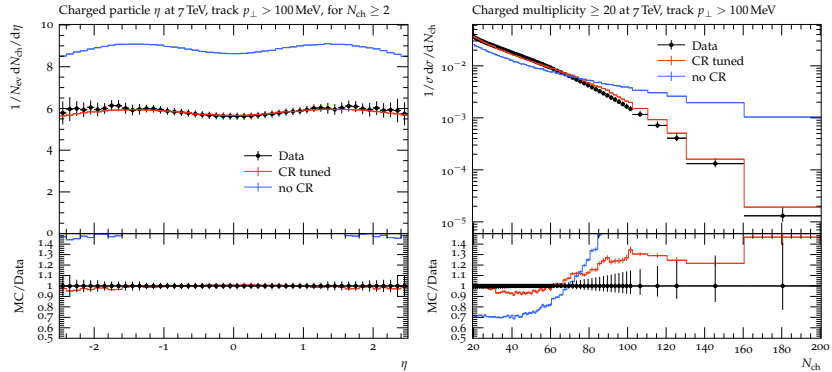 Charged particle η at 7 TeV, track p⊥ > 100 MeV, for Nch ≥ 2
1/Nev dNch/dη
10
8
6
4
2
0
Data
CR tuned
no CR
MC/Data
1.4
1.3
1.2
1.1
1
0.9
0.8
0.7
0.6
0.5
-2 -1 0 1 2
η
Charged multiplicity ≥ 20 at 7 TeV, track p⊥ > 100 MeV
1/σ dσ/dNch
10⁻²
10⁻³
10⁻⁴
10⁻⁵
Data
CR tuned
no CR
MC/Data
1.4
1.3
1.2
1.1
1
0.9
0.8
0.7
0.6
0.5
20 40 60 80 100 120 140 160 180 200
Nch